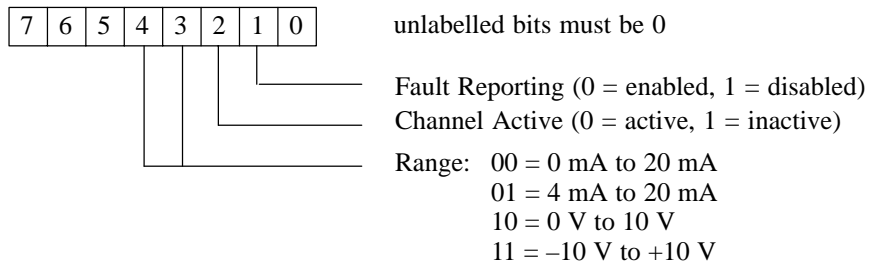 7 6 5 4 3 2 1 0 unlabelled bits must be 0
Fault Reporting (0 = enabled, 1 = disabled)
Channel Active (0 = active, 1 = inactive)
Range: 00 = 0 mA to 20 mA
01 = 4 mA to 20 mA
10 = 0 V to 10 V
11 = –10 V to +10 V